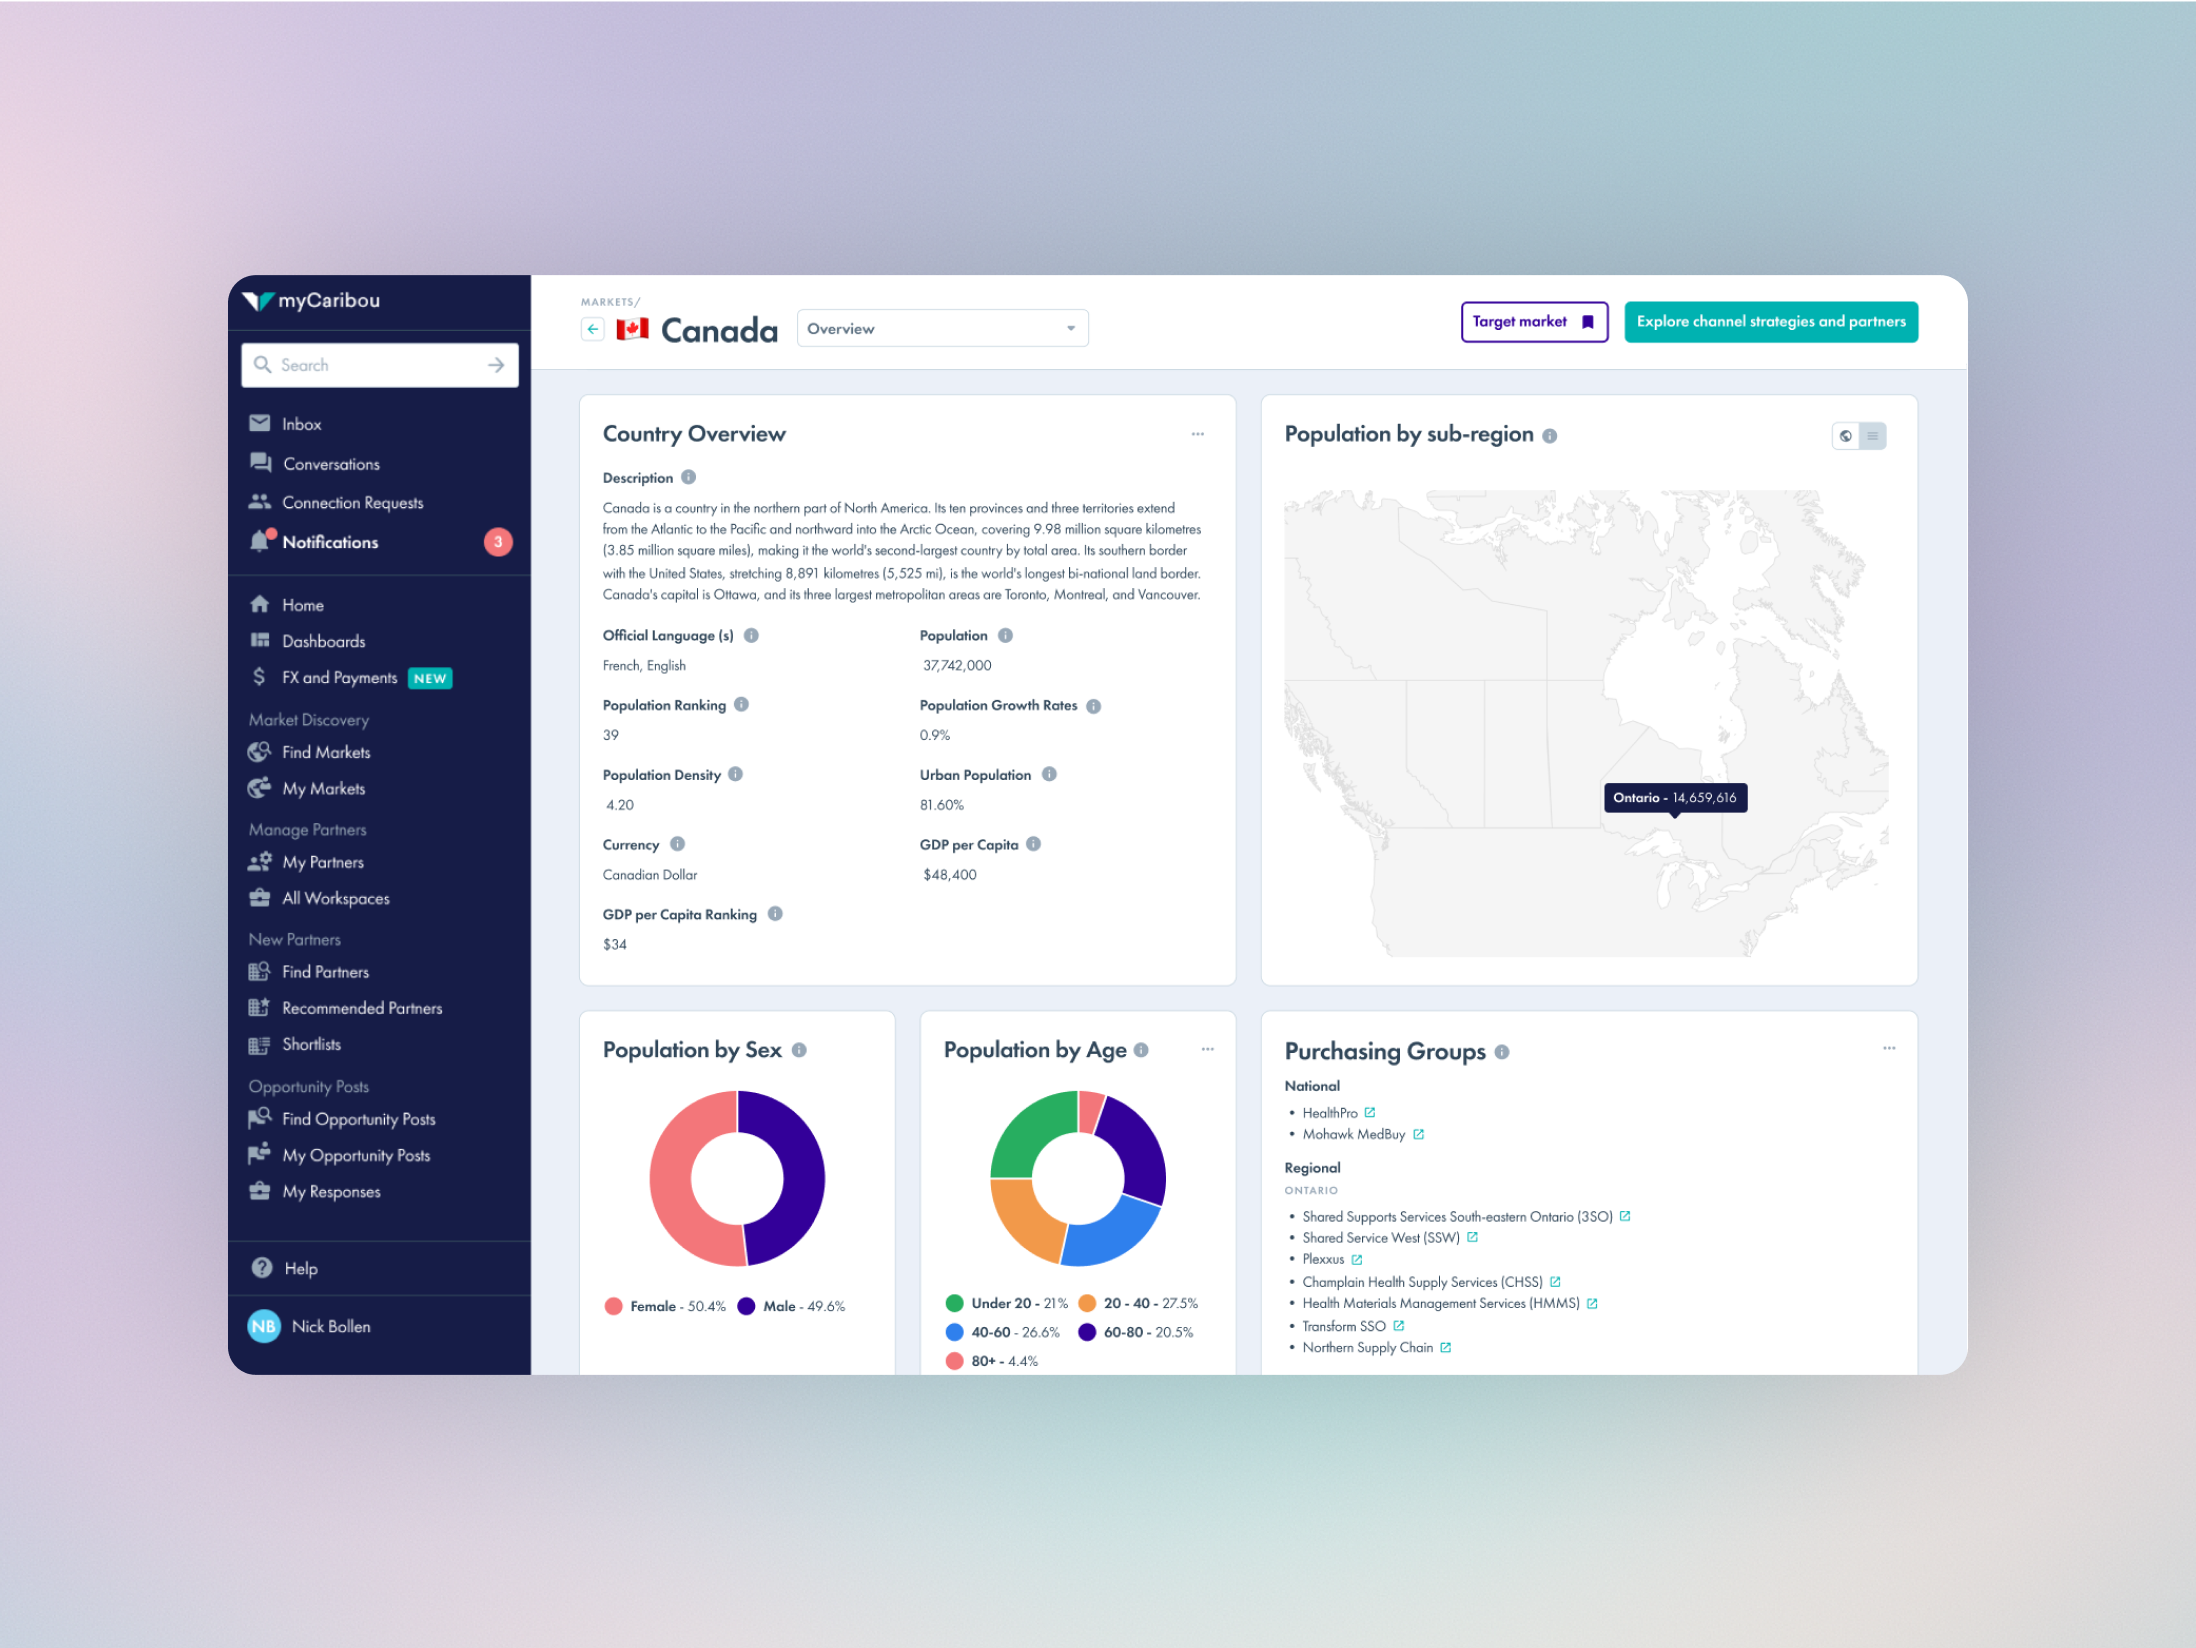 myCaribou
Search
Inbox
Conversations
Connection Requests
Notifications
3
Home
Dashboards
FX and Payments NEW
Market Discovery
Find Markets
My Markets
Manage Partners
My Partners
All Workspaces
New Partners
Find Partners
Recommended Partners
Shortlists
Opportunity Posts
Find Opportunity Posts
My Opportunity Posts
My Responses
Help
NB Nick Bollen
MARKETS/
Canada
Overview
Target market
Explore channel strategies and partners
Country Overview
Description
Canada is a country in the northern part of North America. Its ten provinces and three territories extend
from the Atlantic to the Pacific and northward into the Arctic Ocean, covering 9.98 million square kilometres
(3.85 million square miles), making it the world's second-largest country by total area. Its southern border
with the United States, stretching 8,891 kilometres (5,525 mi), is the world's longest bi-national land border.
Canada's capital is Ottawa, and its three largest metropolitan areas are Toronto, Montreal, and Vancouver.
Official Language (s)
French, English
Population
37,742,000
Population Ranking
39
Population Growth Rates
0.9%
Population Density
4.20
Urban Population
81.60%
Currency
Canadian Dollar
GDP per Capita
$48,400
GDP per Capita Ranking
$34
Population by sub-region
Ontario - 14,659,616
Population by Sex
Female - 50.4% Male - 49.6%
Population by Age
Under 20 - 21% 20 - 40 - 27.5%
40-60 - 26.6% 60-80 - 20.5%
80+ - 4.4%
Purchasing Groups
National
• HealthPro
• Mohawk MedBuy
Regional
ONTARIO
• Shared Supports Services South-eastern Ontario (3SO)
• Shared Service West (SSW)
• Plexxus
• Champlain Health Supply Services (CHSS)
• Health Materials Management Services (HMMS)
• Transform SSO
• Northern Supply Chain